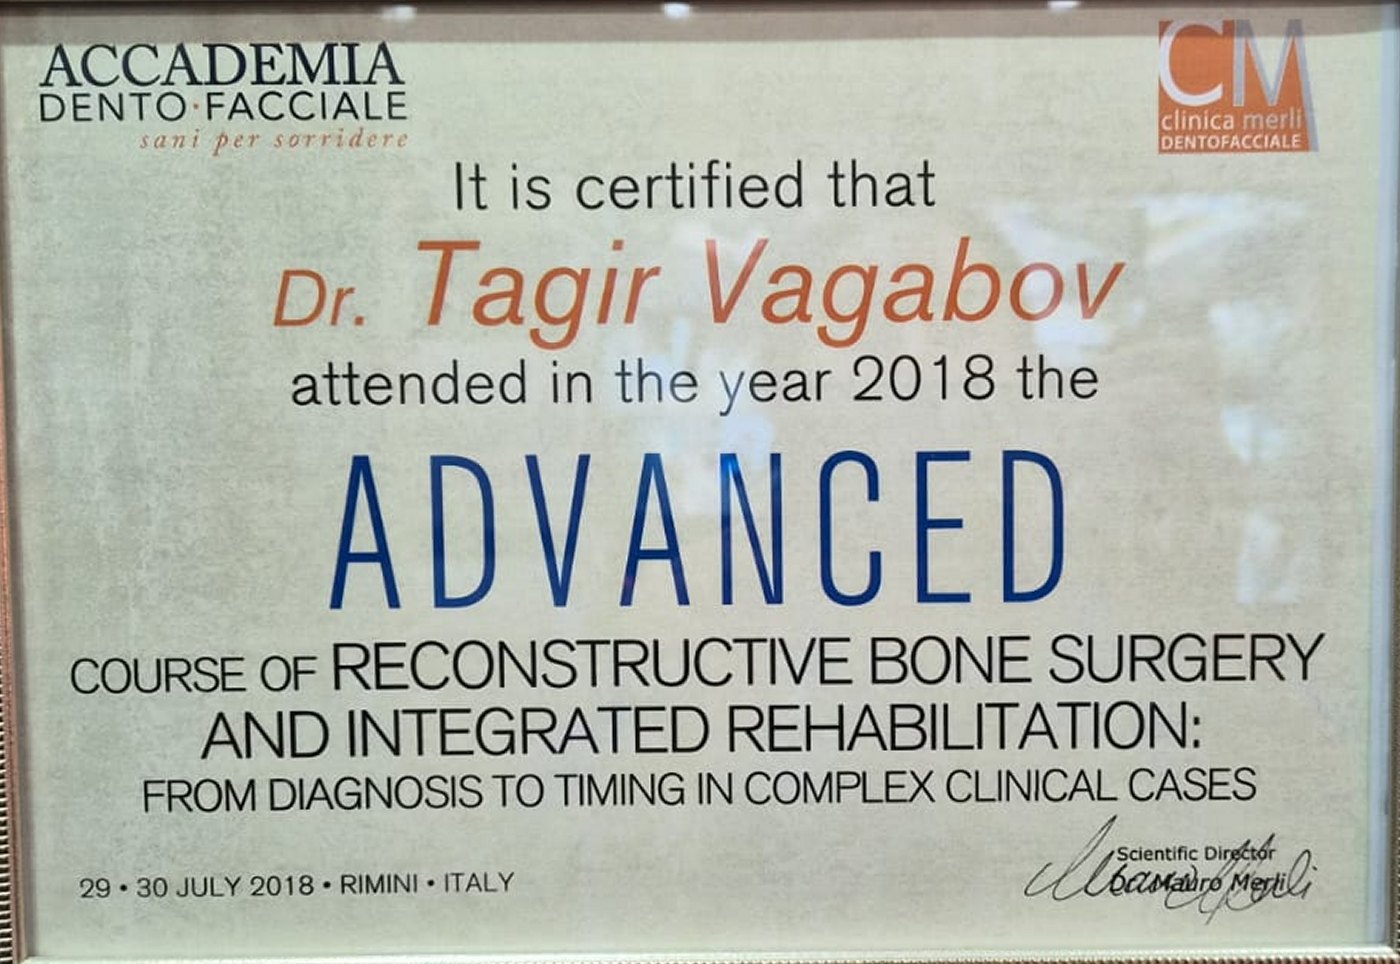 ACCADEMIA
DENTO·FACCIALE
sani per sorridere
CM
clinica merli
DENTOFACCIALE
It is certified that
Dr. Tagir Vagabov
attended in the year 2018 the
ADVANCED
COURSE OF RECONSTRUCTIVE BONE SURGERY
AND INTEGRATED REHABILITATION:
FROM DIAGNOSIS TO TIMING IN COMPLEX CLINICAL CASES
29 • 30 JULY 2018 • RIMINI • ITALY
Scientific Director
Dr. Mauro Merli